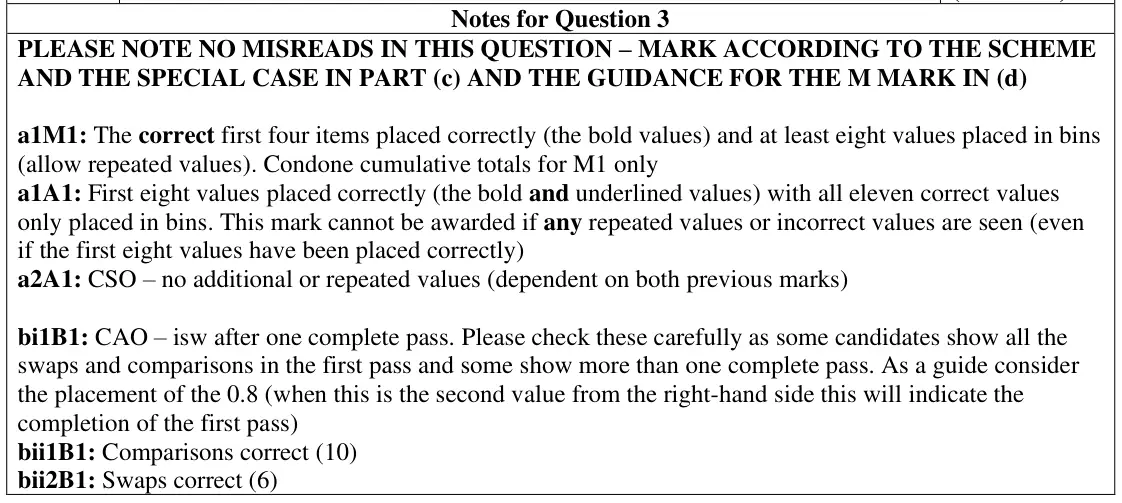 Notes for Question 3
PLEASE NOTE NO MISREADS IN THIS QUESTION – MARK ACCORDING TO THE SCHEME
AND THE SPECIAL CASE IN PART (c) AND THE GUIDANCE FOR THE M MARK IN (d)
a1M1: The correct first four items placed correctly (the bold values) and at least eight values placed in bins
(allow repeated values). Condone cumulative totals for M1 only
a1A1: First eight values placed correctly (the bold and underlined values) with all eleven correct values
only placed in bins. This mark cannot be awarded if any repeated values or incorrect values are seen (even
if the first eight values have been placed correctly)
a2A1: CSO – no additional or repeated values (dependent on both previous marks)
bi1B1: CAO – isw after one complete pass. Please check these carefully as some candidates show all the
swaps and comparisons in the first pass and some show more than one complete pass. As a guide consider
the placement of the 0.8 (when this is the second value from the right-hand side this will indicate the
completion of the first pass)
bii1B1: Comparisons correct (10)
bii2B1: Swaps correct (6)